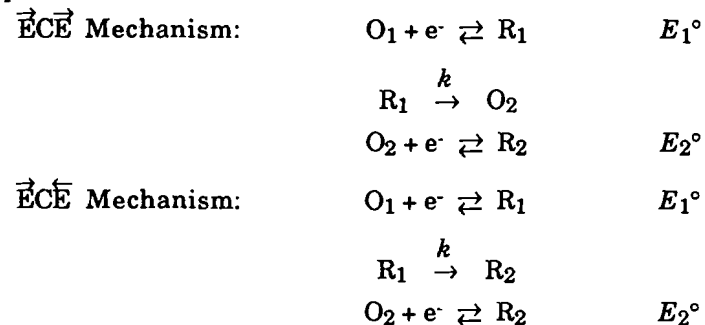 E⃗CE⃗ Mechanism: O₁ + e⁻ ⇄ R₁ E₁°
k
R₁ → O₂
O₂ + e⁻ ⇄ R₂ E₂°
E⃗CE⃖ Mechanism: O₁ + e⁻ ⇄ R₁ E₁°
k
R₁ → R₂
O₂ + e⁻ ⇄ R₂ E₂°